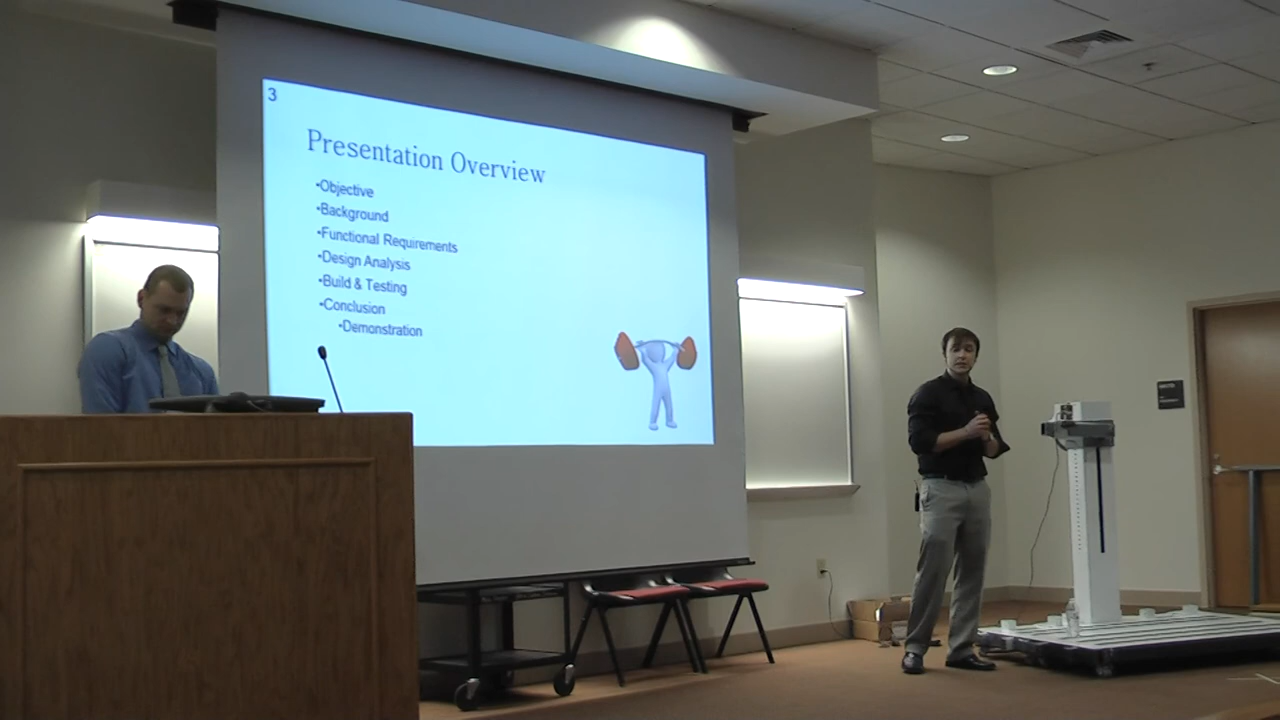 3
Presentation Overview
•Objective
•Background
•Functional Requirements
•Design Analysis
•Build & Testing
•Conclusion
•Demonstration